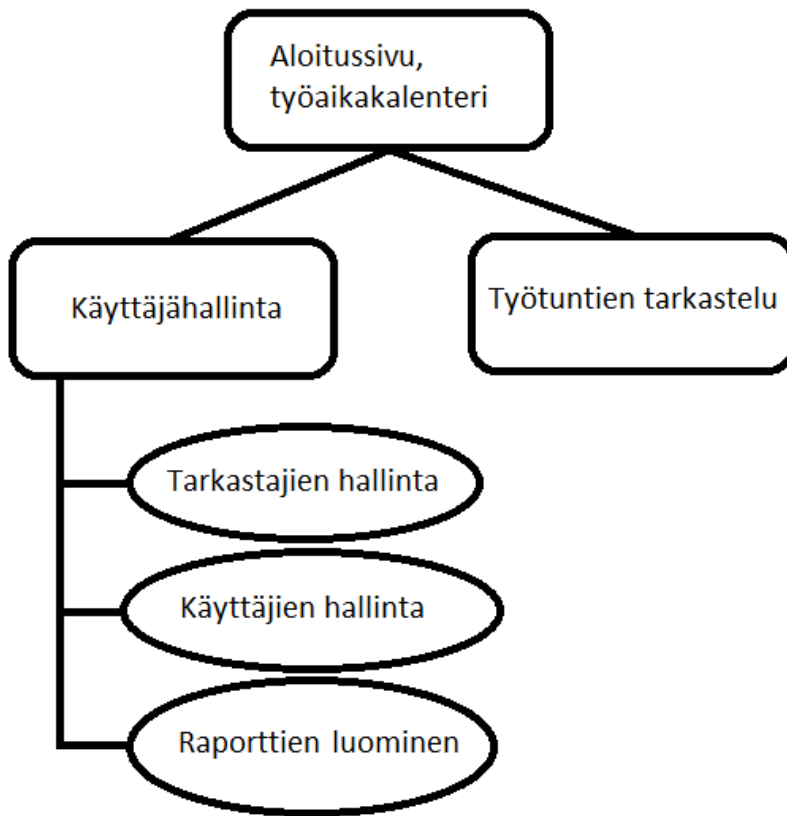 Aloitussivu,
työaikakalenteri
Käyttäjähallinta
Työtuntien tarkastelu
Tarkastajien hallinta
Käyttäjien hallinta
Raporttien luominen